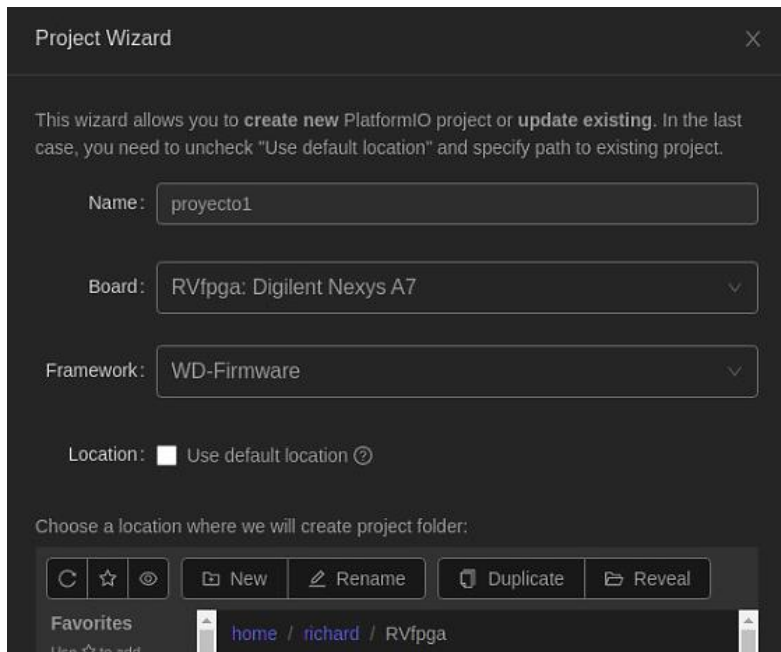 Project Wizard
This wizard allows you to create new PlatformIO project or update existing. In the last
case, you need to uncheck "Use default location" and specify path to existing project.
Name: proyecto1
Board: RVfpga: Digilent Nexys A7
Framework: WD-Firmware
Location: Use default location
Choose a location where we will create project folder:
New Rename Duplicate Reveal
Favorites
home / richard / RVfpga
Use ☆ to add